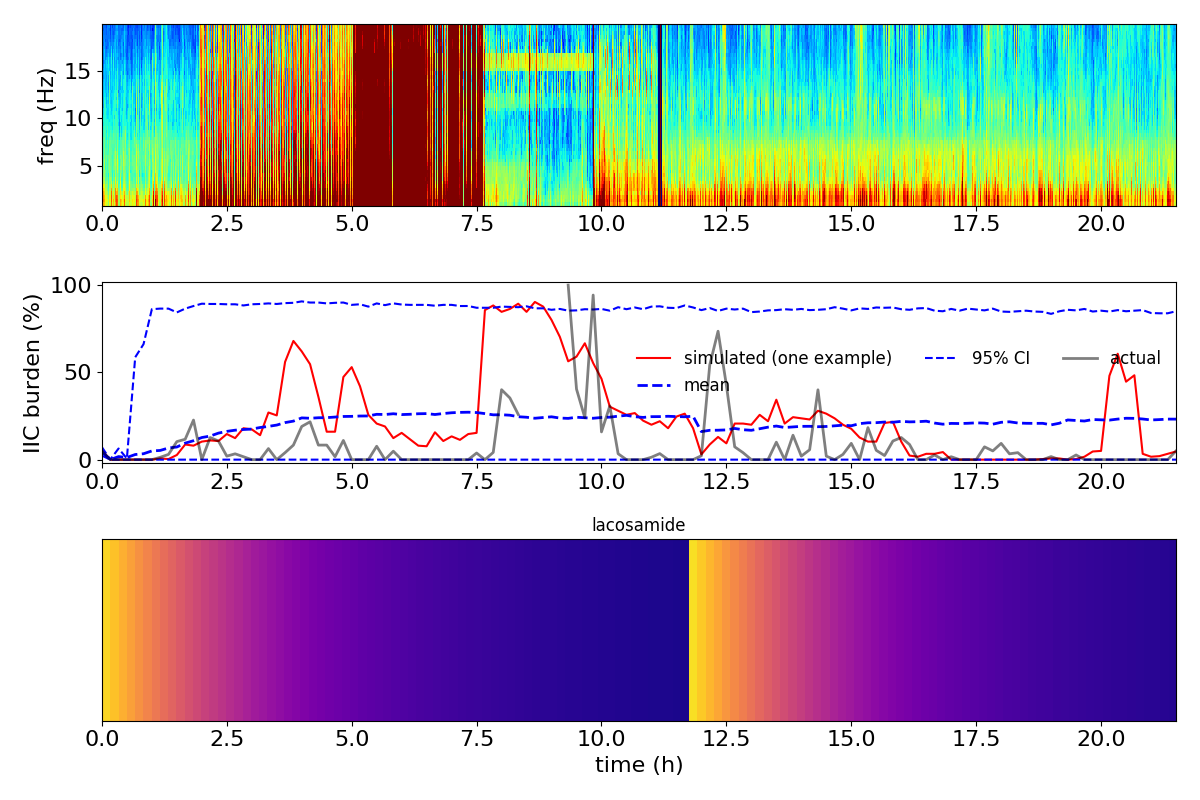 freq (Hz)
15
10
5
0.0 2.5 5.0 7.5 10.0 12.5 15.0 17.5 20.0
IIC burden (%)
100
50
0
simulated (one example) 95% CI actual
mean
0.0 2.5 5.0 7.5 10.0 12.5 15.0 17.5 20.0
lacosamide
0.0 2.5 5.0 7.5 10.0 12.5 15.0 17.5 20.0
time (h)